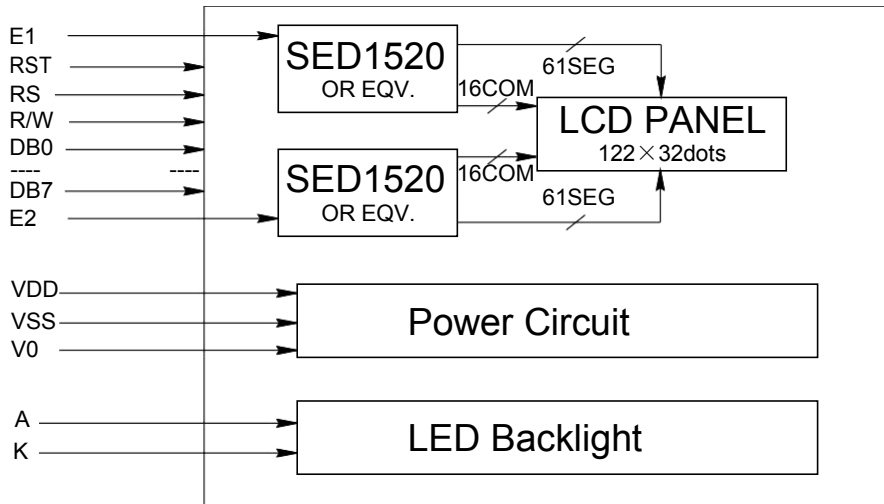 E1
RST
RS
R/W
DB0
----
----
DB7
E2
VDD
VSS
V0
A
K
SED1520
OR EQV.
61SEG
16COM
LCD PANEL
122×32dots
SED1520
OR EQV.
16COM
61SEG
Power Circuit
LED Backlight